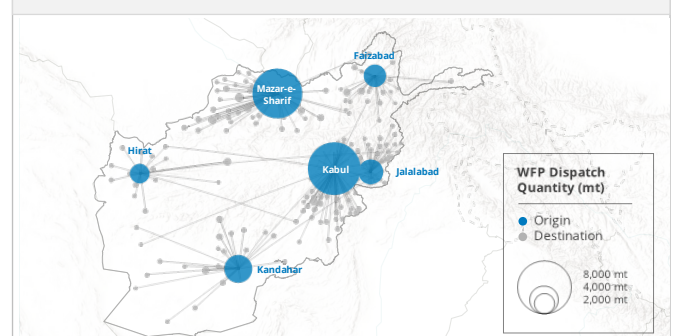 Faizabad
Mazar-e-
Sharif
Hirat
Kabul
Jalalabad
Kandahar
WFP Dispatch
Quantity (mt)
Origin
Destination
8,000 mt
4,000 mt
2,000 mt